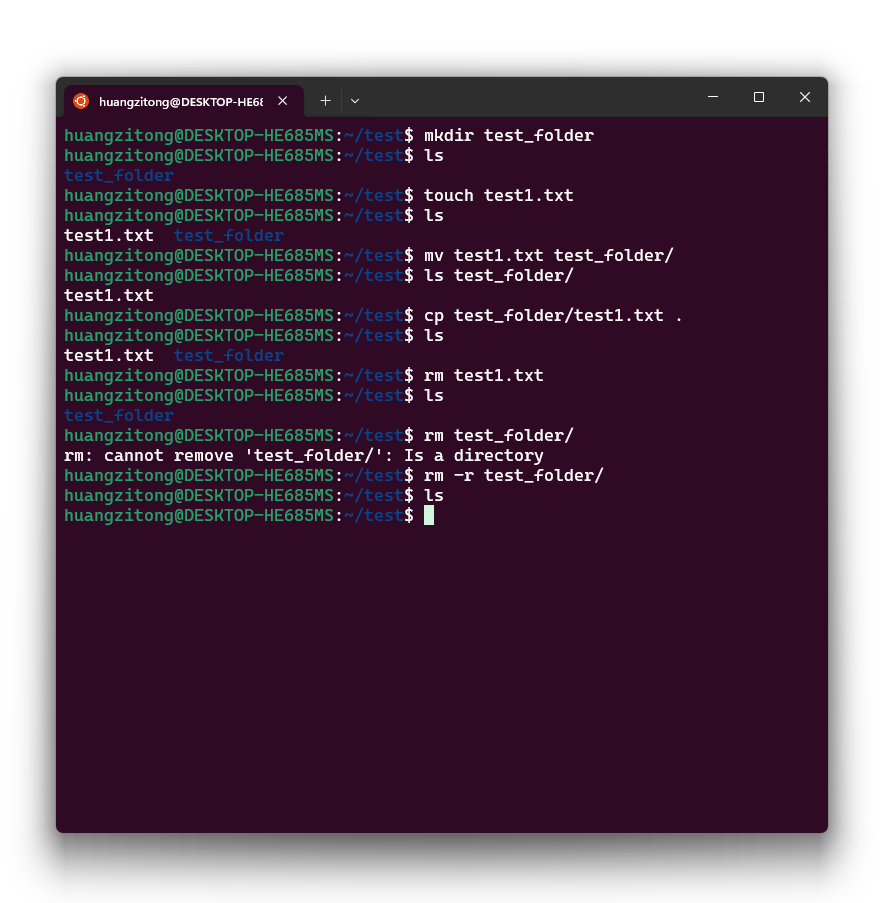 huangzitong@DESKTOP-HE6
huangzitong@DESKTOP-HE685MS:~/test$ mkdir test_folder
huangzitong@DESKTOP-HE685MS:~/test$ ls
test_folder
huangzitong@DESKTOP-HE685MS:~/test$ touch test1.txt
huangzitong@DESKTOP-HE685MS:~/test$ ls
test1.txt  test_folder
huangzitong@DESKTOP-HE685MS:~/test$ mv test1.txt test_folder/
huangzitong@DESKTOP-HE685MS:~/test$ ls test_folder/
test1.txt
huangzitong@DESKTOP-HE685MS:~/test$ cp test_folder/test1.txt .
huangzitong@DESKTOP-HE685MS:~/test$ ls
test1.txt  test_folder
huangzitong@DESKTOP-HE685MS:~/test$ rm test1.txt
huangzitong@DESKTOP-HE685MS:~/test$ ls
test_folder
huangzitong@DESKTOP-HE685MS:~/test$ rm test_folder/
rm: cannot remove 'test_folder/': Is a directory
huangzitong@DESKTOP-HE685MS:~/test$ rm -r test_folder/
huangzitong@DESKTOP-HE685MS:~/test$ ls
huangzitong@DESKTOP-HE685MS:~/test$